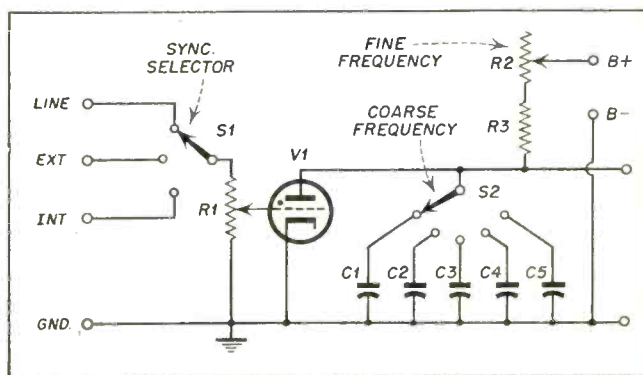 SYNC.
SELECTOR
FINE
FREQUENCY
R2
B+
LINE
S1
COARSE
FREQUENCY
R3
B-
EXT
V1
S2
INT
R1
C1 C2 C3 C4 C5
GND.